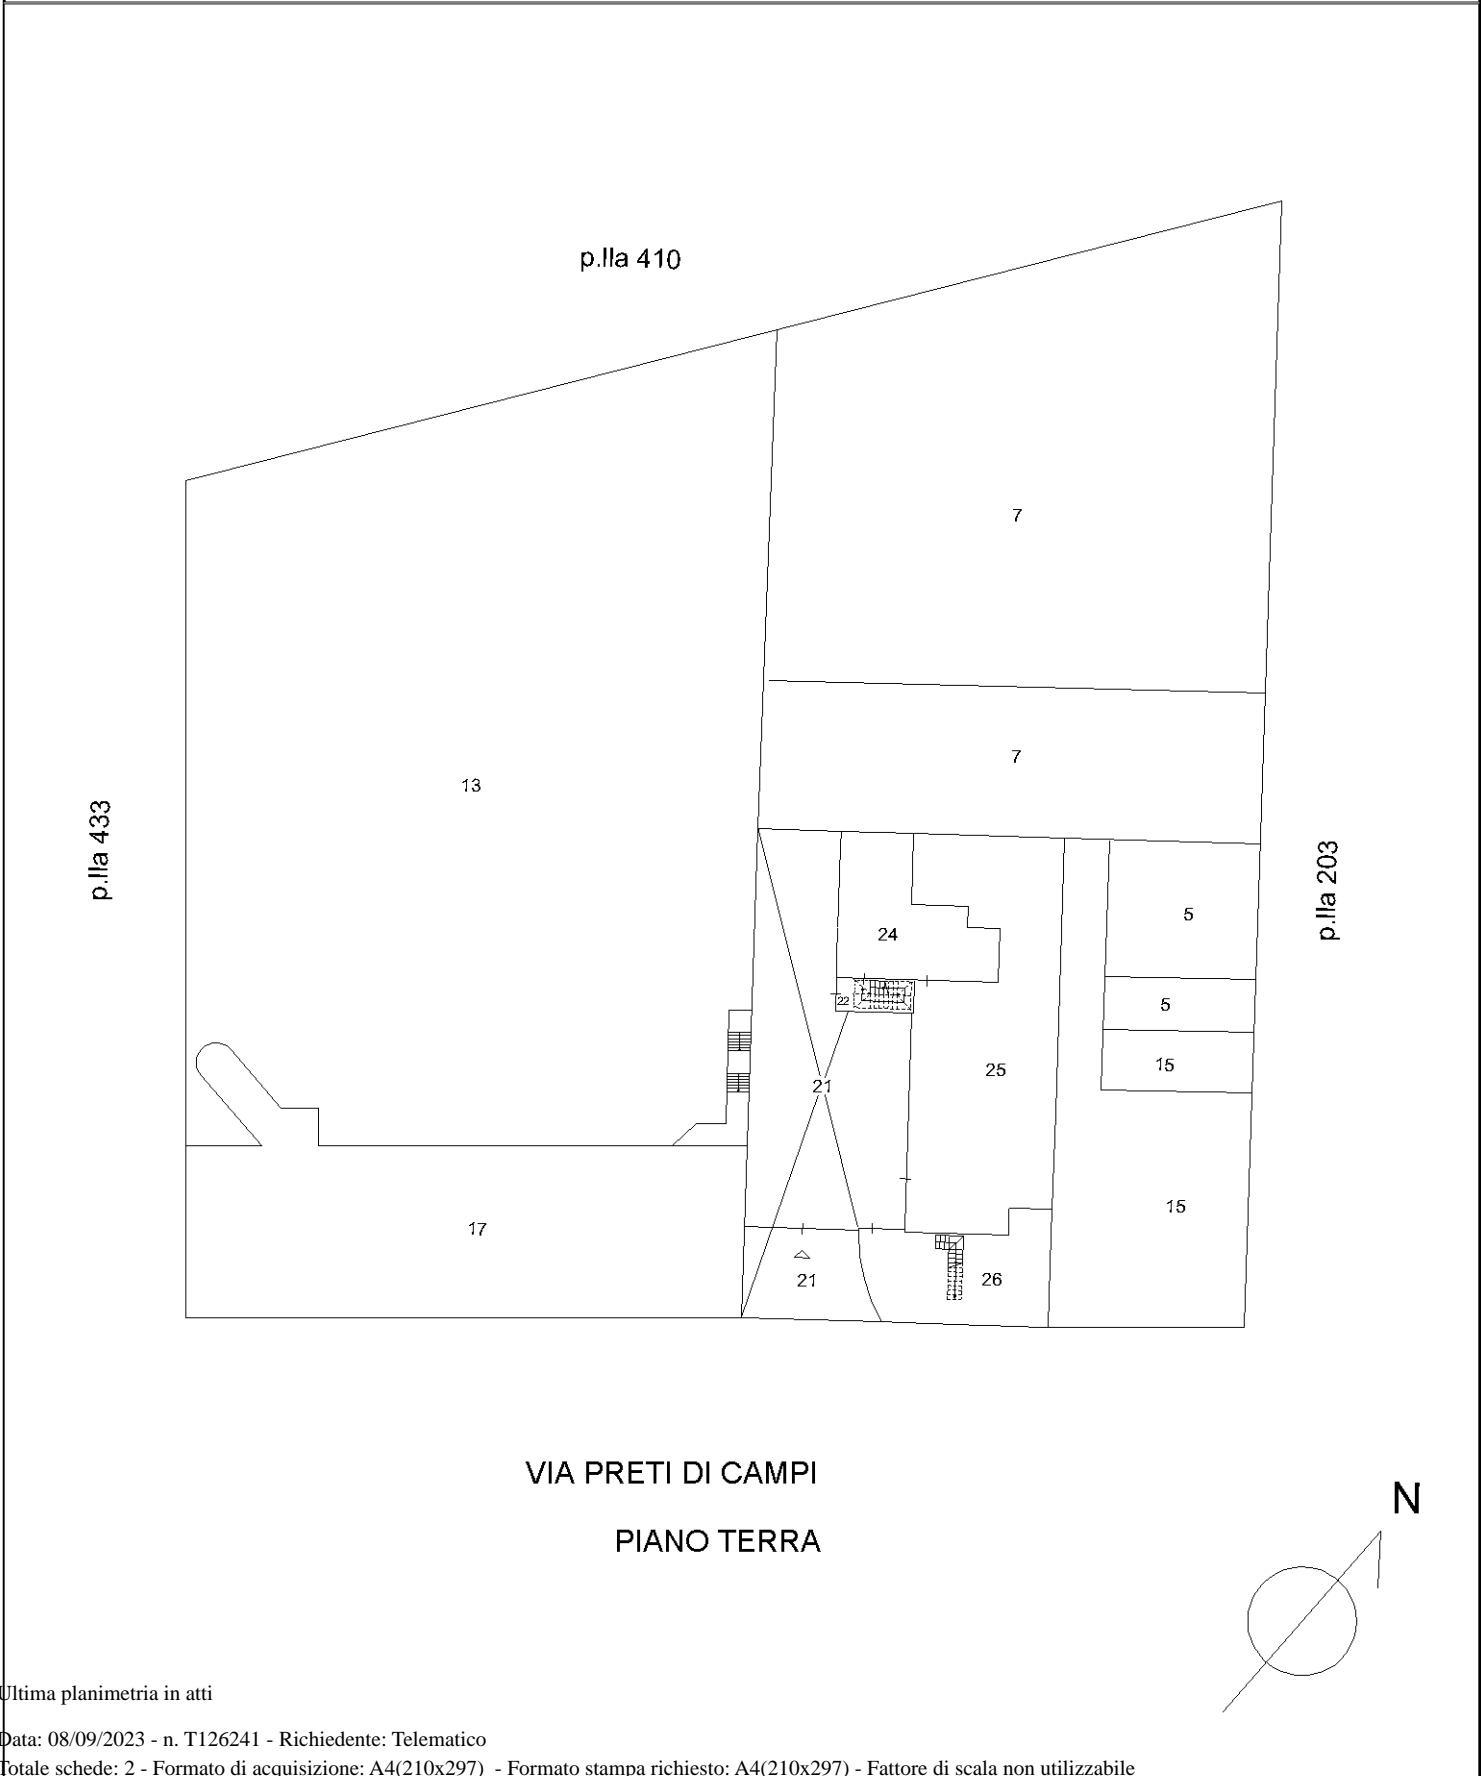 p.lla 410
7
7
13
p.lla 433
p.lla 203
5
24
22
5
15
25
21
15
17
21
26
VIA PRETI DI CAMPI
PIANO TERRA
N
Ultima planimetria in atti
Data: 08/09/2023 - n. T126241 - Richiedente: Telematico
Totale schede: 2 - Formato di acquisizione: A4(210x297) - Formato stampa richiesto: A4(210x297) - Fattore di scala non utilizzabile